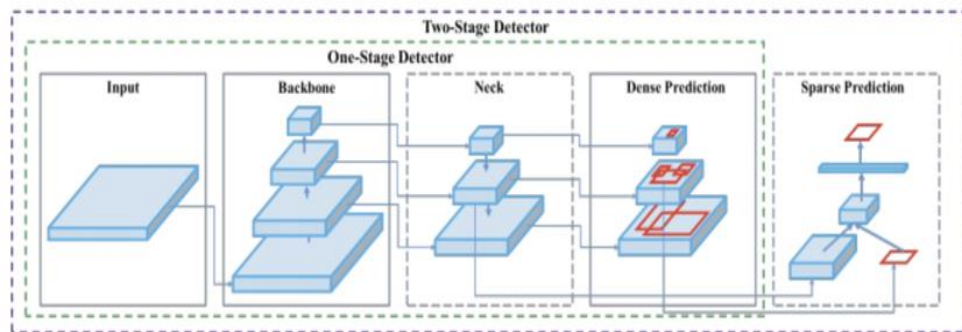 Two-Stage Detector
One-Stage Detector
Input
Backbone
Neck
Dense Prediction
Sparse Prediction